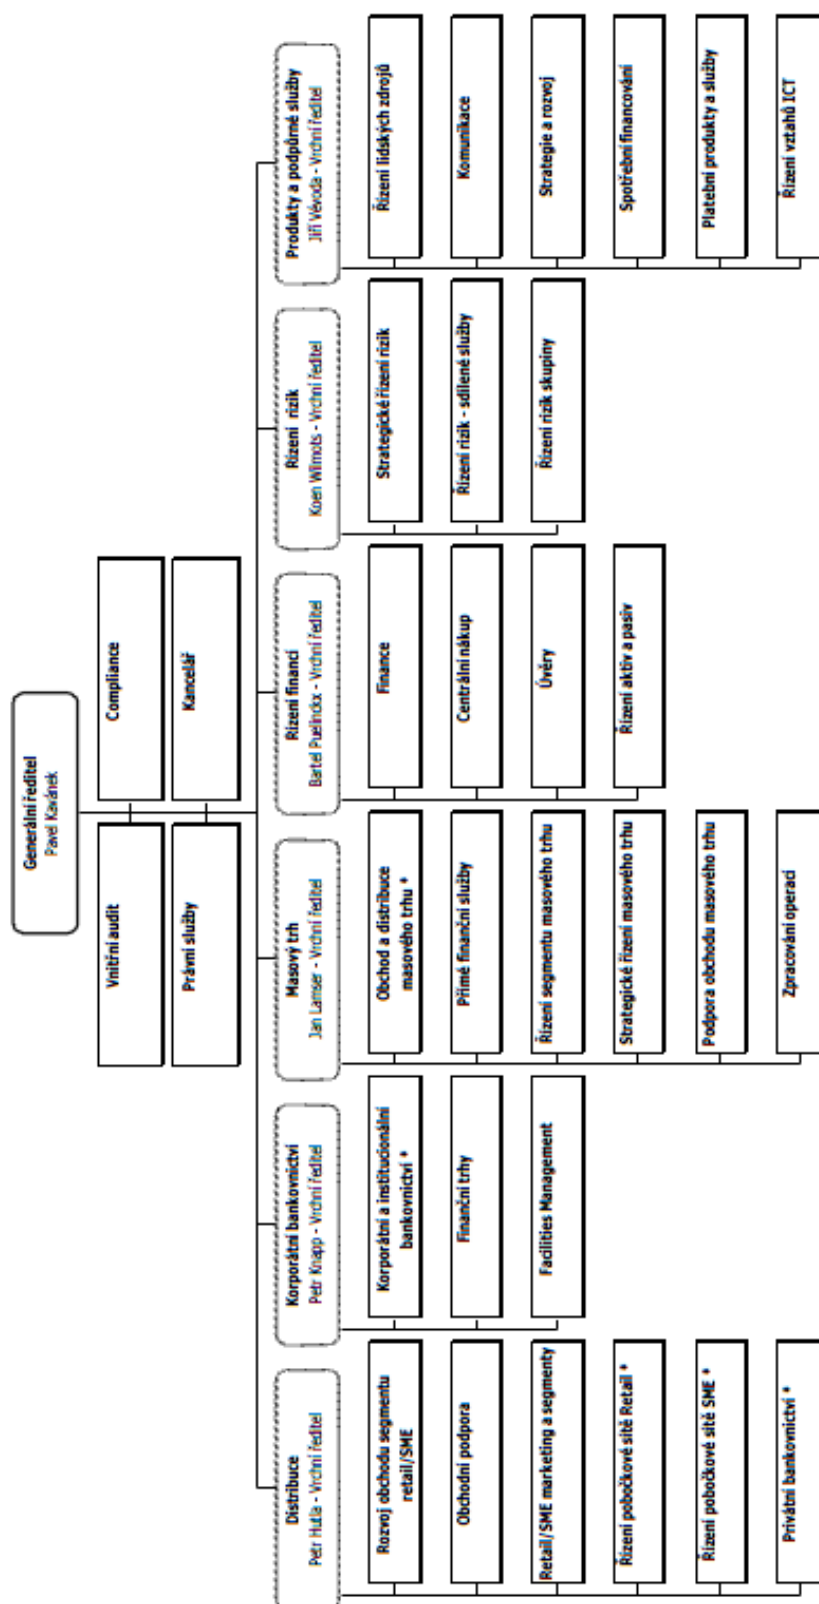 Generální ředitel
Pavel Kavánek
Vnitřní audit
Compliance
Právní služby
Kancelář
Distribuce
Petr Hutla - Vrchní ředitel
Rozvoj obchodu segmentu
retail/SME
Obchodní podpora
Retail/SME marketing a segmenty
Řízení pobočkové sítě Retail *
Řízení pobočkové sítě SME *
Privátní bankovnictví *
Korporátní bankovnictví
Petr Knapp - Vrchní ředitel
Korporátní a institucionální
bankovnictví *
Finanční trhy
Facilities Management
Masový trh
Jan Lamser - Vrchní ředitel
Obchod a distribuce
masového trhu *
Přímé finanční služby
Řízení segmentu masového trhu
Strategické řízení masového trhu
Podpora obchodu masového trhu
Zpracování operací
Řízení financí
Bartel Puelinckx - Vrchní ředitel
Finance
Centrální nákup
Úvěry
Řízení aktiv a pasiv
Řízení rizik
Koen Wilmots - Vrchní ředitel
Strategické řízení rizik
Řízení rizik - sdílené služby
Řízení rizik skupiny
Produkty a podpůrné služby
Jiří Vévoda - Vrchní ředitel
Řízení lidských zdrojů
Komunikace
Strategie a rozvoj
Spotřební financování
Platební produkty a služby
Řízení vztahů ICT